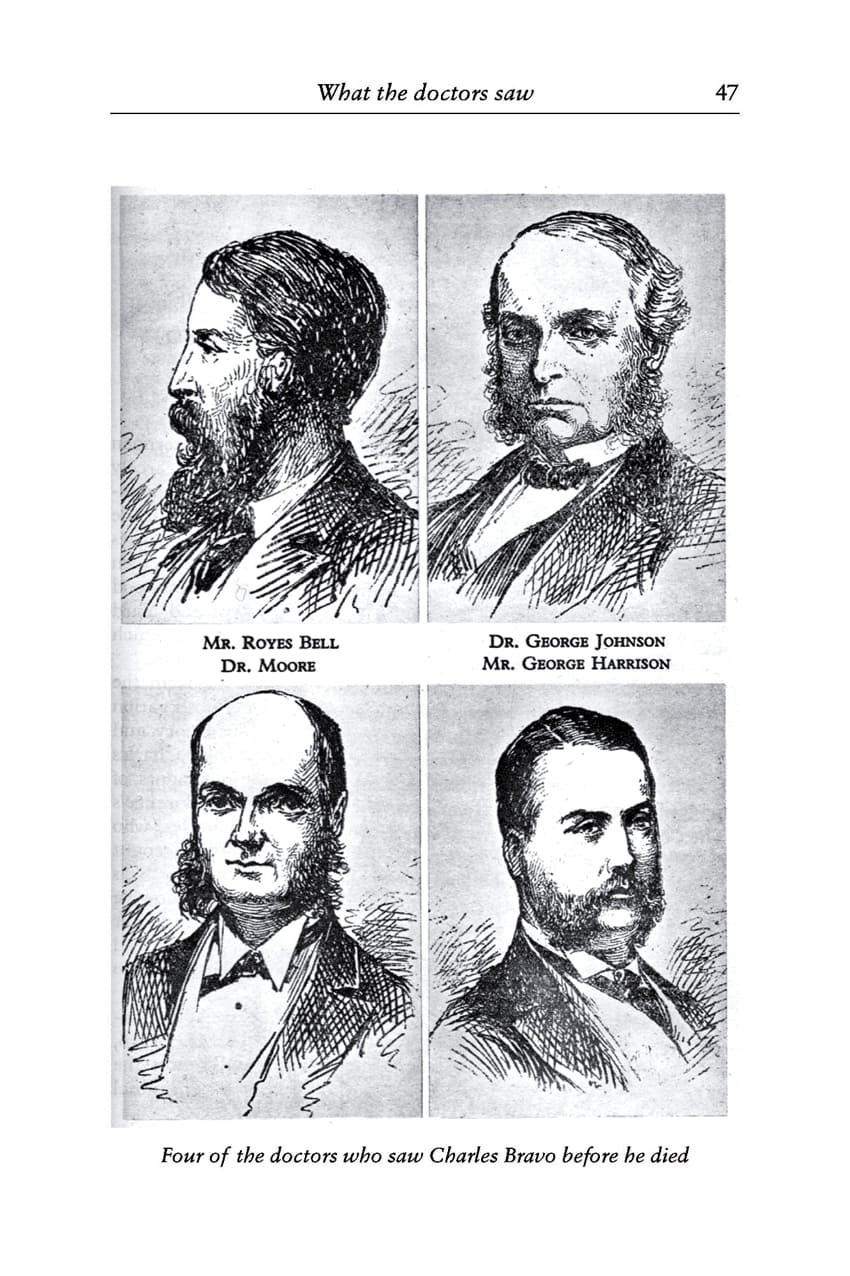 What the doctors saw 47
Mr. Royes Bell
Dr. Moore
Dr. George Johnson
Mr. George Harrison
Four of the doctors who saw Charles Bravo before he died